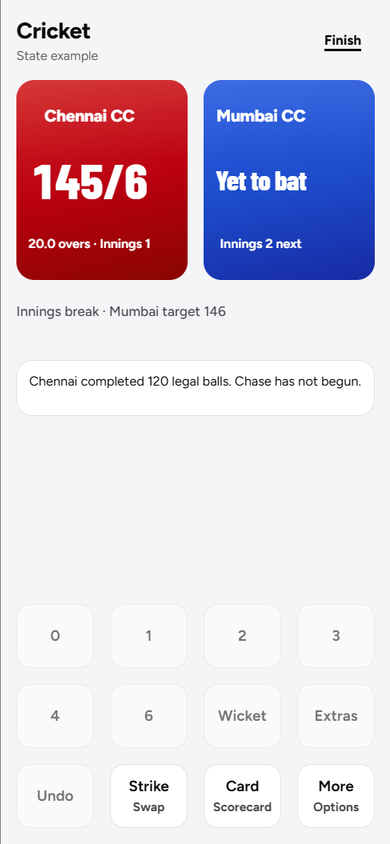 Cricket
State example
Finish
Chennai CC
145/6
20.0 overs · Innings 1
Mumbai CC
Yet to bat
Innings 2 next
Innings break · Mumbai target 146
Chennai completed 120 legal balls. Chase has not begun.
0
1
2
3
4
6
Wicket
Extras
Undo
Strike
Swap
Card
Scorecard
More
Options